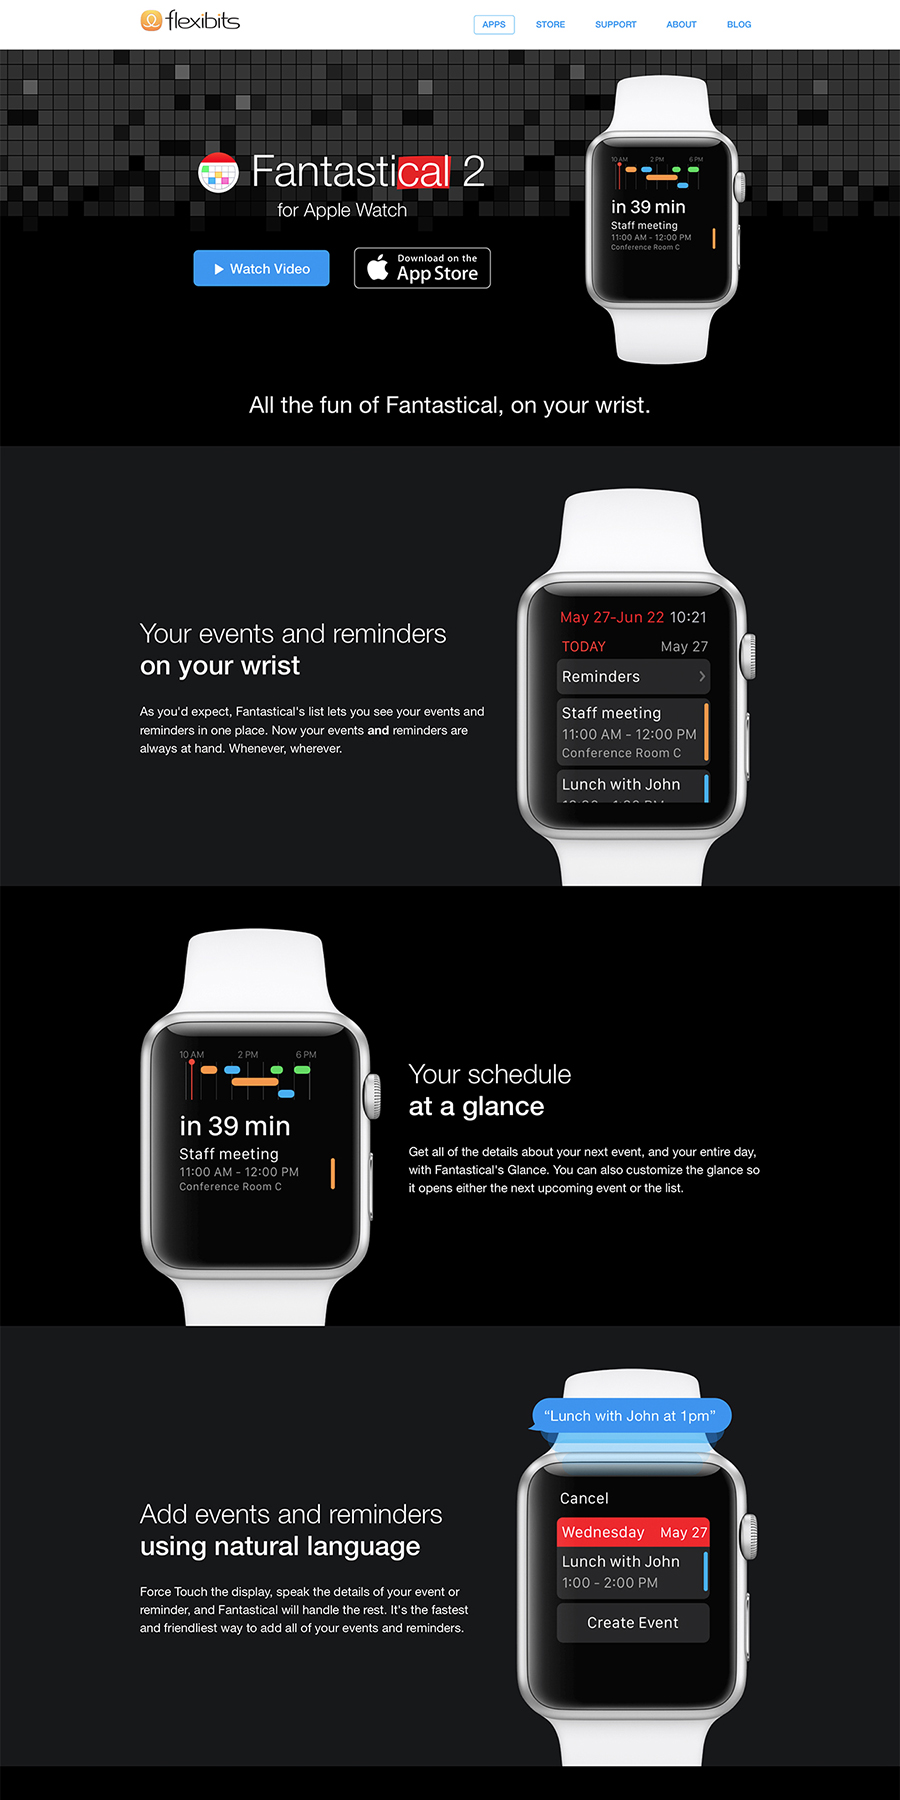 flexibits
APPS STORE SUPPORT ABOUT BLOG
Fantastical 2
for Apple Watch
Watch Video
Download on the
App Store
10 AM 2 PM 6 PM
in 39 min
Staff meeting
11:00 AM - 12:00 PM
Conference Room C
All the fun of Fantastical, on your wrist.
Your events and reminders
on your wrist
As you'd expect, Fantastical's list lets you see your events and
reminders in one place. Now your events and reminders are
always at hand. Whenever, wherever.
May 27-Jun 22 10:21
TODAY May 27
Reminders
Staff meeting
11:00 AM - 12:00 PM
Conference Room C
Lunch with John
10 AM 2 PM 6 PM
in 39 min
Staff meeting
11:00 AM - 12:00 PM
Conference Room C
Your schedule
at a glance
Get all of the details about your next event, and your entire day,
with Fantastical's Glance. You can also customize the glance so
it opens either the next upcoming event or the list.
Add events and reminders
using natural language
Force Touch the display, speak the details of your event or
reminder, and Fantastical will handle the rest. It's the fastest
and friendliest way to add all of your events and reminders.
“Lunch with John at 1pm”
Cancel
Wednesday May 27
Lunch with John
1:00 - 2:00 PM
Create Event